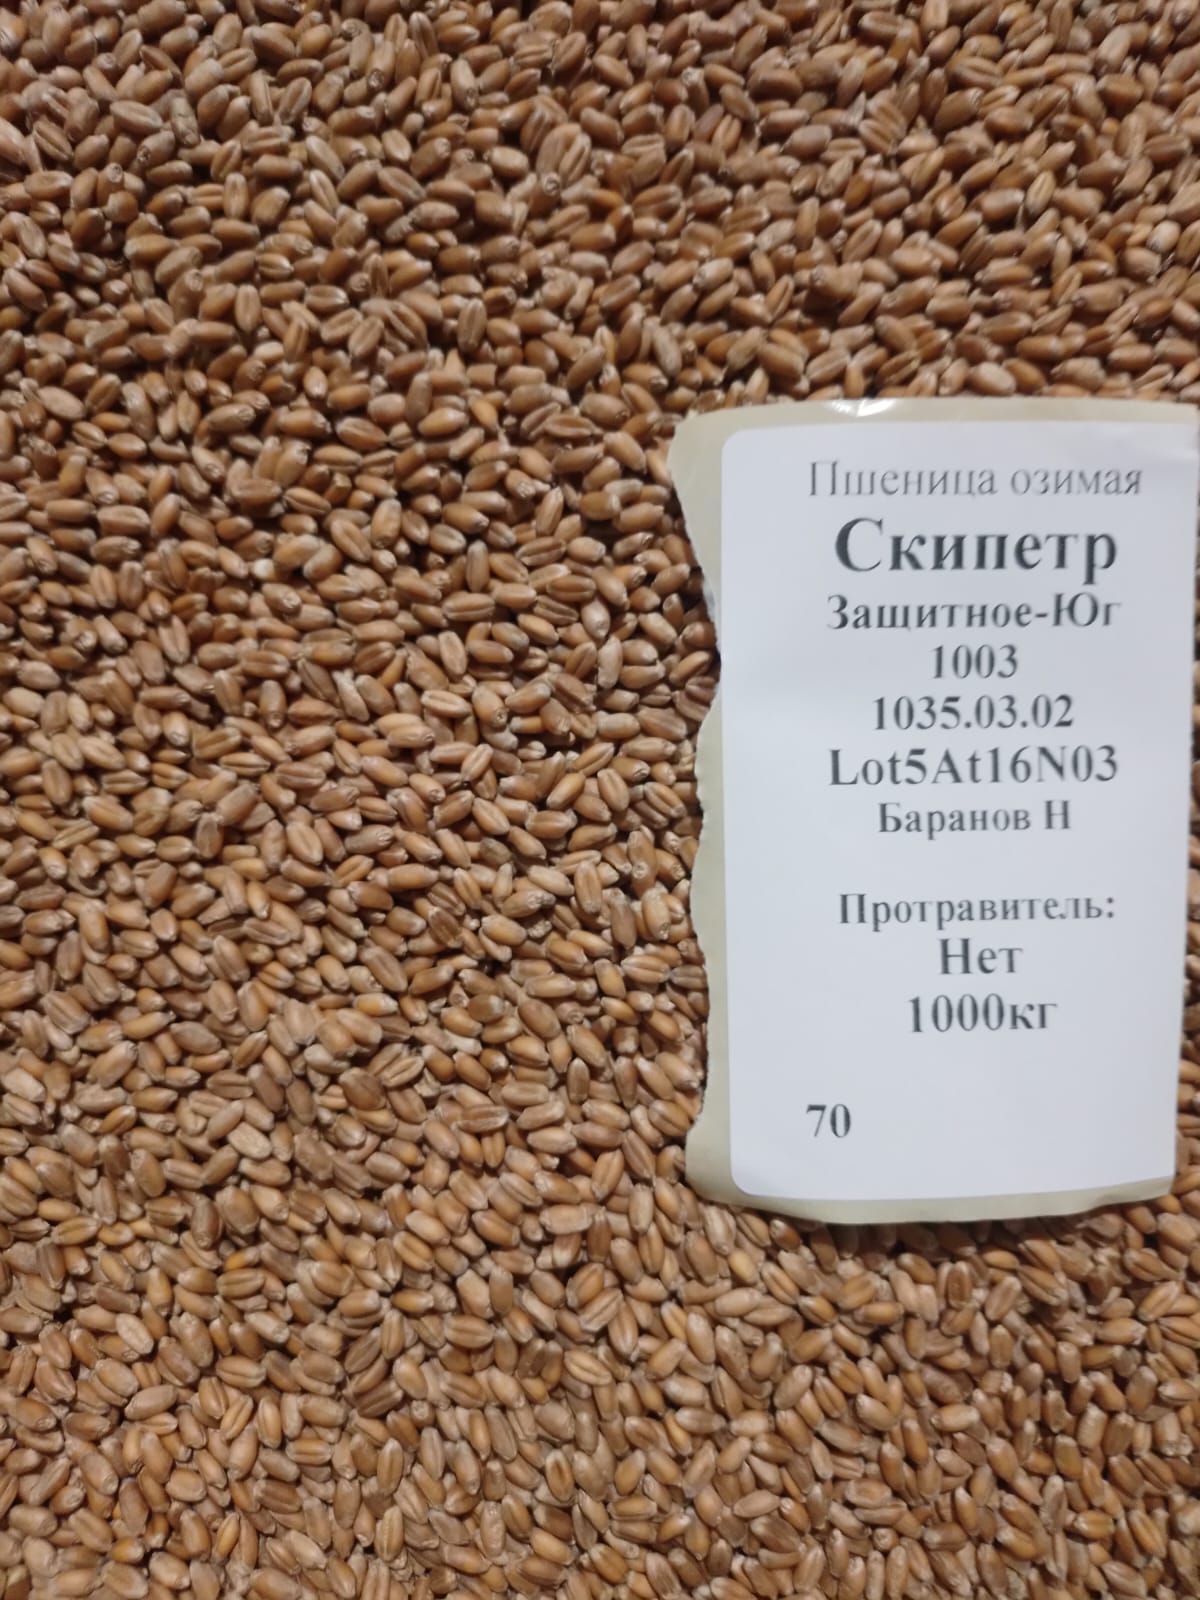 Пшеница озимая
Скипетр
Защитное-Юг
1003
1035.03.02
Lot5At16N03
Баранов Н
Протравитель:
Нет
1000кг
70